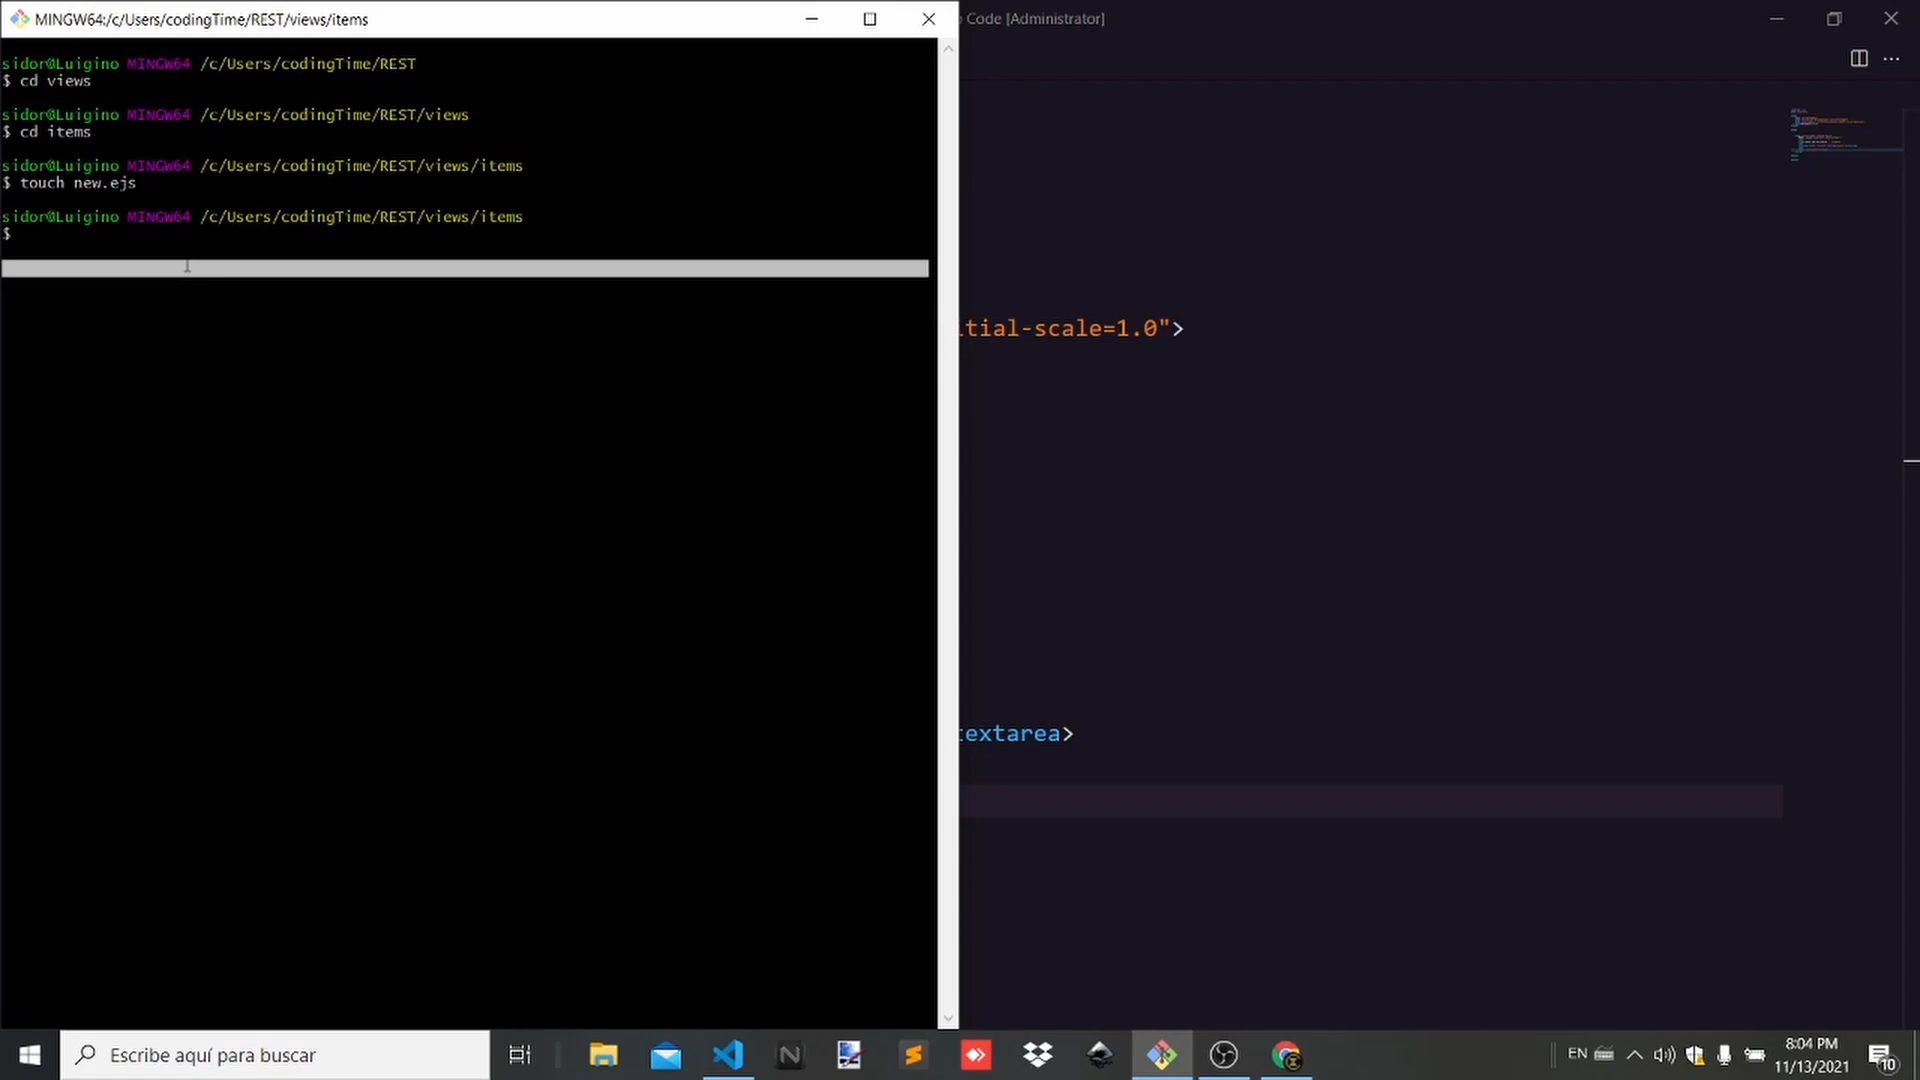 MINGW64:/c/Users/codingTime/REST/views/items
Code [Administrator]
sidor@Luigino MINGW64 /c/Users/codingTime/REST
$ cd views
sidor@Luigino MINGW64 /c/Users/codingTime/REST/views
$ cd items
sidor@Luigino MINGW64 /c/Users/codingTime/REST/views/items
$ touch new.ejs
sidor@Luigino MINGW64 /c/Users/codingTime/REST/views/items
$
itial-scale=1.0">
textarea>
Escribe aquí para buscar
EN
8:04 PM
11/13/2021
10